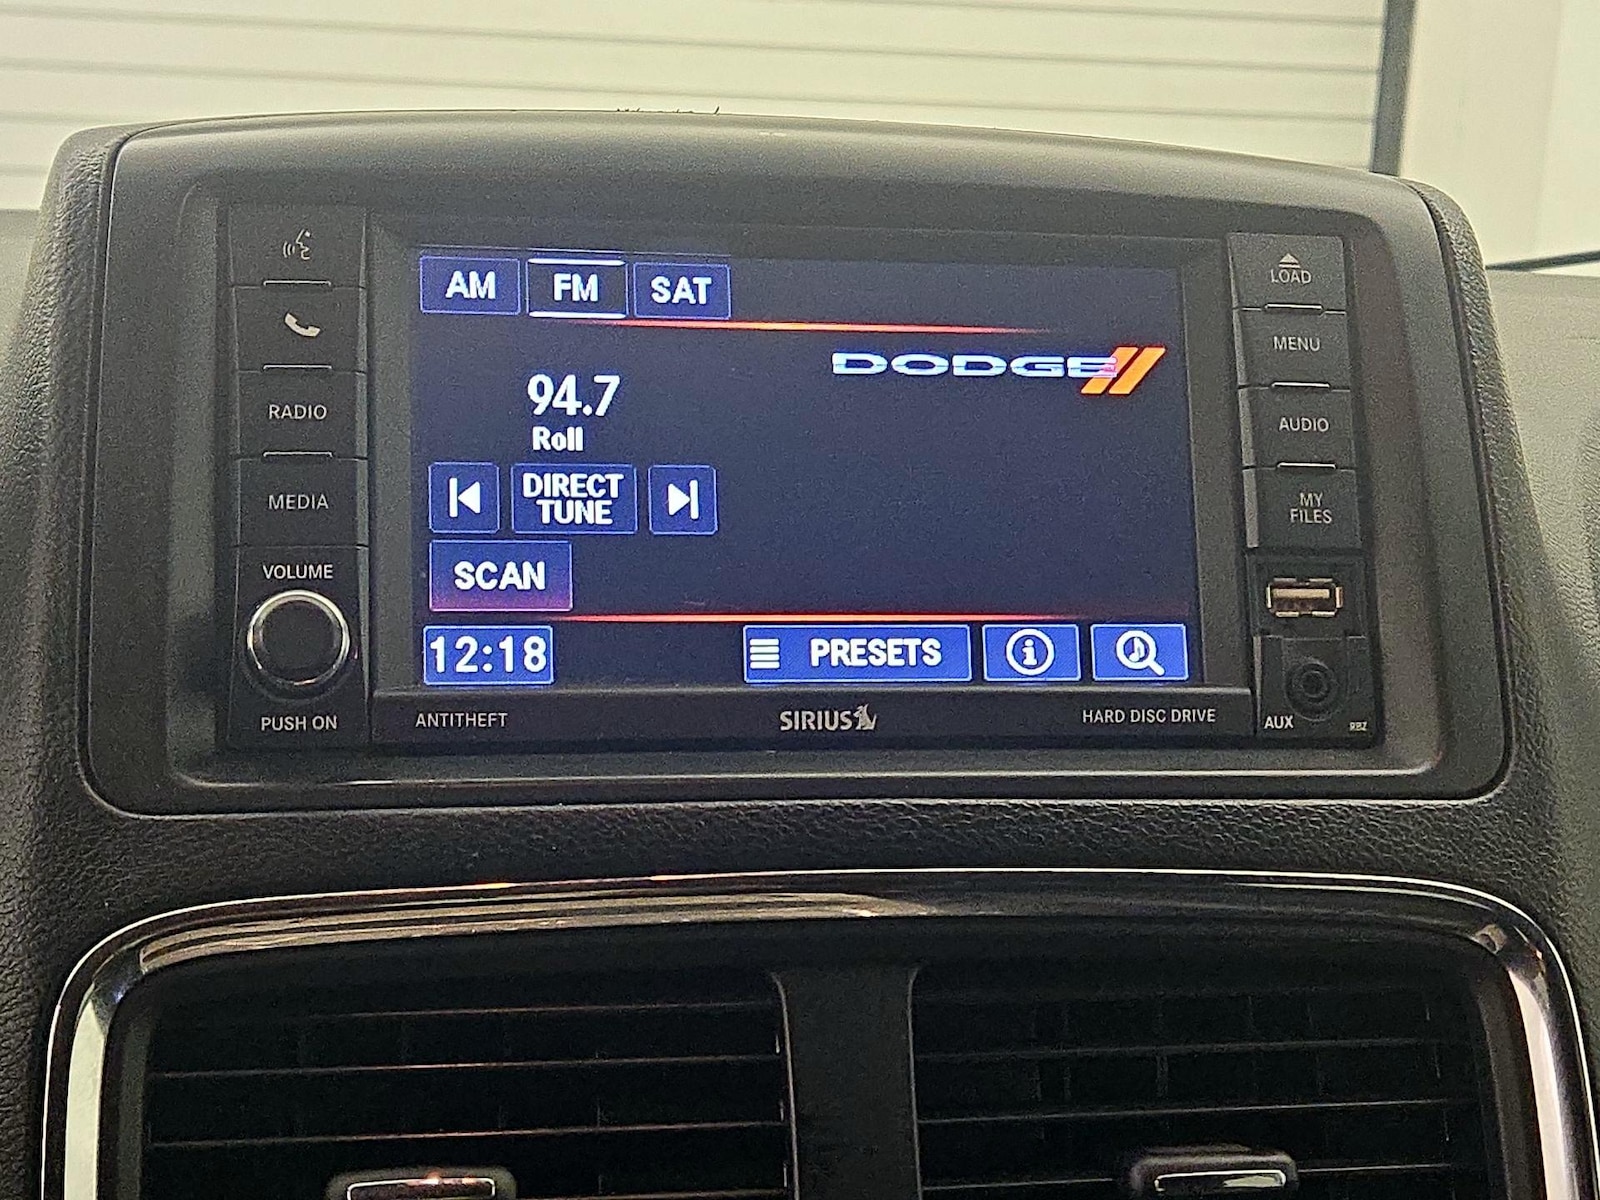 AM FM SAT
LOAD
DODGE
MENU
94.7
Roll
RADIO
AUDIO
DIRECT
TUNE
MEDIA
MY
FILES
VOLUME
SCAN
12:18
PRESETS
PUSH ON
ANTITHEFT
SIRIUS
HARD DISC DRIVE
AUX
RBZ